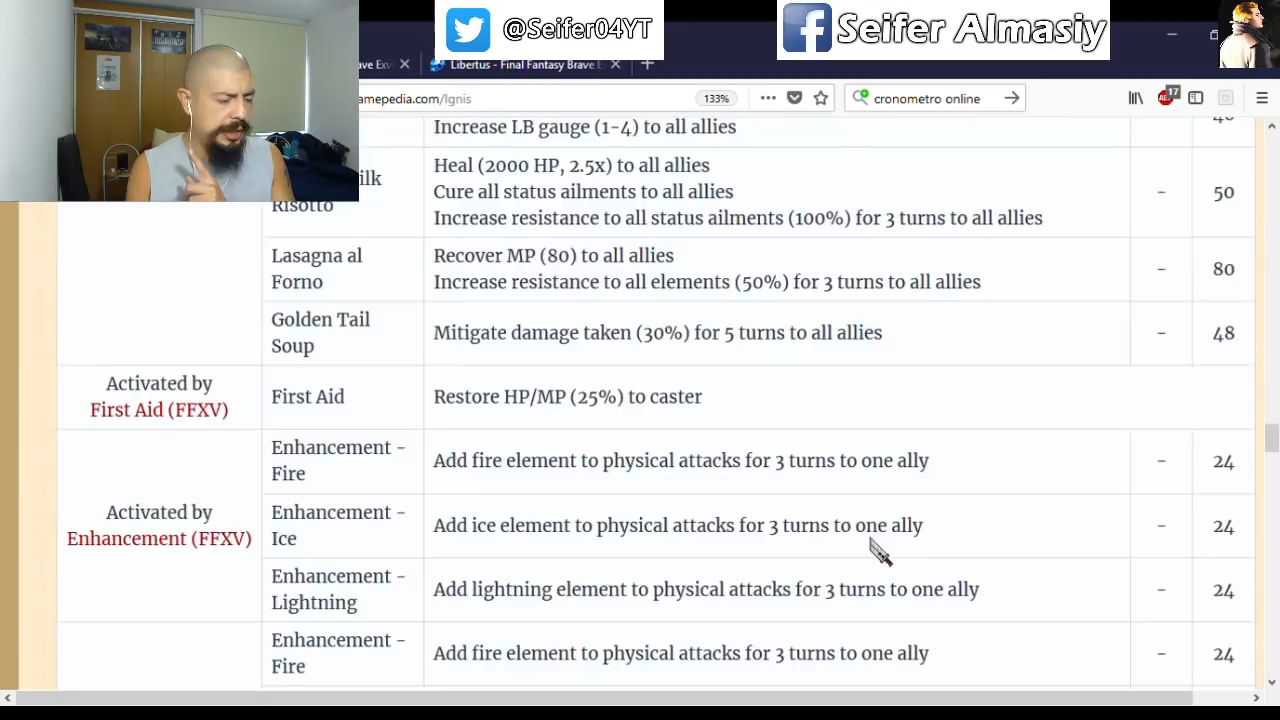 @Seifer04YT
Seifer Almasiy
Libertus - Final Fantasy Brave E
amepedia.com/Ignis
133%
cronometro online
17
Increase LB gauge (1-4) to all allies
Heal (2000 HP, 2.5x) to all allies
Cure all status ailments to all allies
Increase resistance to all status ailments (100%) for 3 turns to all allies
ilk
Risotto
-
50
Lasagna al
Forno
Recover MP (80) to all allies
Increase resistance to all elements (50%) for 3 turns to all allies
-
80
Golden Tail
Soup
Mitigate damage taken (30%) for 5 turns to all allies
-
48
Activated by
First Aid (FFXV)
First Aid
Restore HP/MP (25%) to caster
Activated by
Enhancement (FFXV)
Enhancement -
Fire
Add fire element to physical attacks for 3 turns to one ally
-
24
Enhancement -
Ice
Add ice element to physical attacks for 3 turns to one ally
-
24
Enhancement -
Lightning
Add lightning element to physical attacks for 3 turns to one ally
-
24
Enhancement -
Fire
Add fire element to physical attacks for 3 turns to one ally
-
24